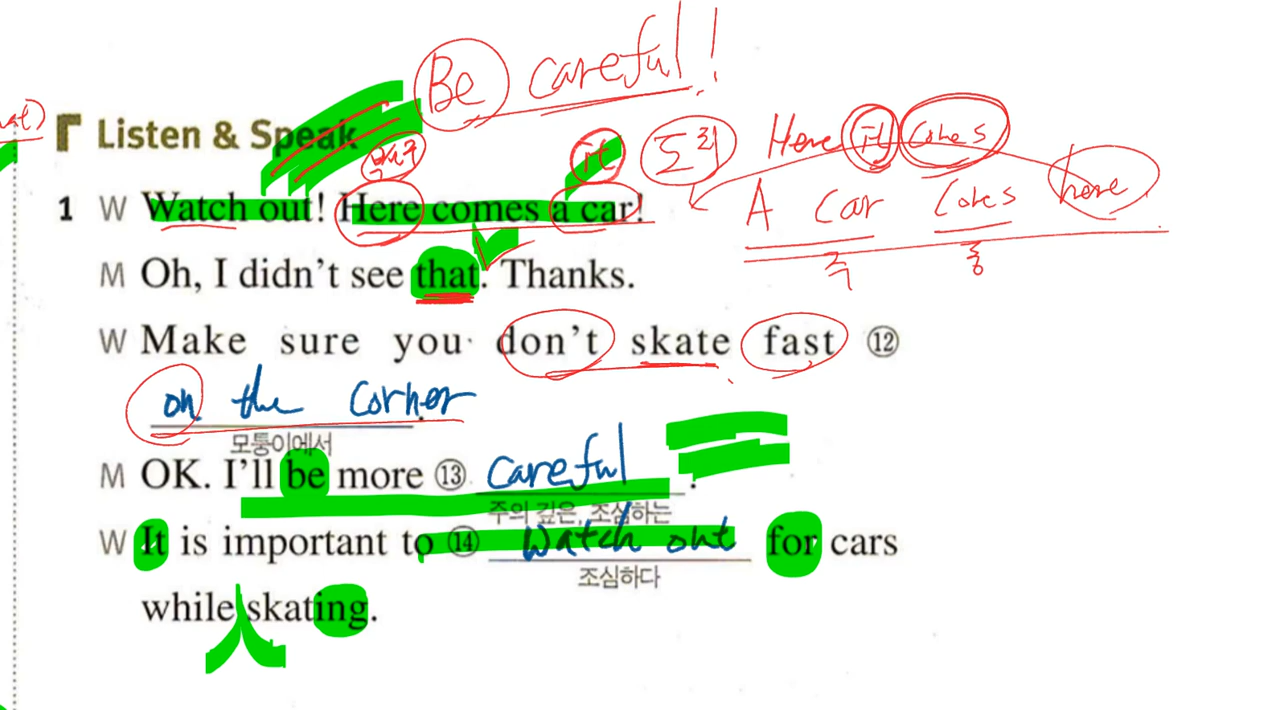 Be careful!
Listen & Speak
부사구 it 도치 Here it comes
1 W Watch out! Here comes a car! A car comes here
M Oh, I didn't see that. Thanks. 주 동
W Make sure you don't skate fast ⑫
on the corner
모퉁이에서
M OK. I'll be more ⑬ careful.
주의 깊은, 조심하는
W It is important to ⑭ watch out for cars
조심하다
while skating.